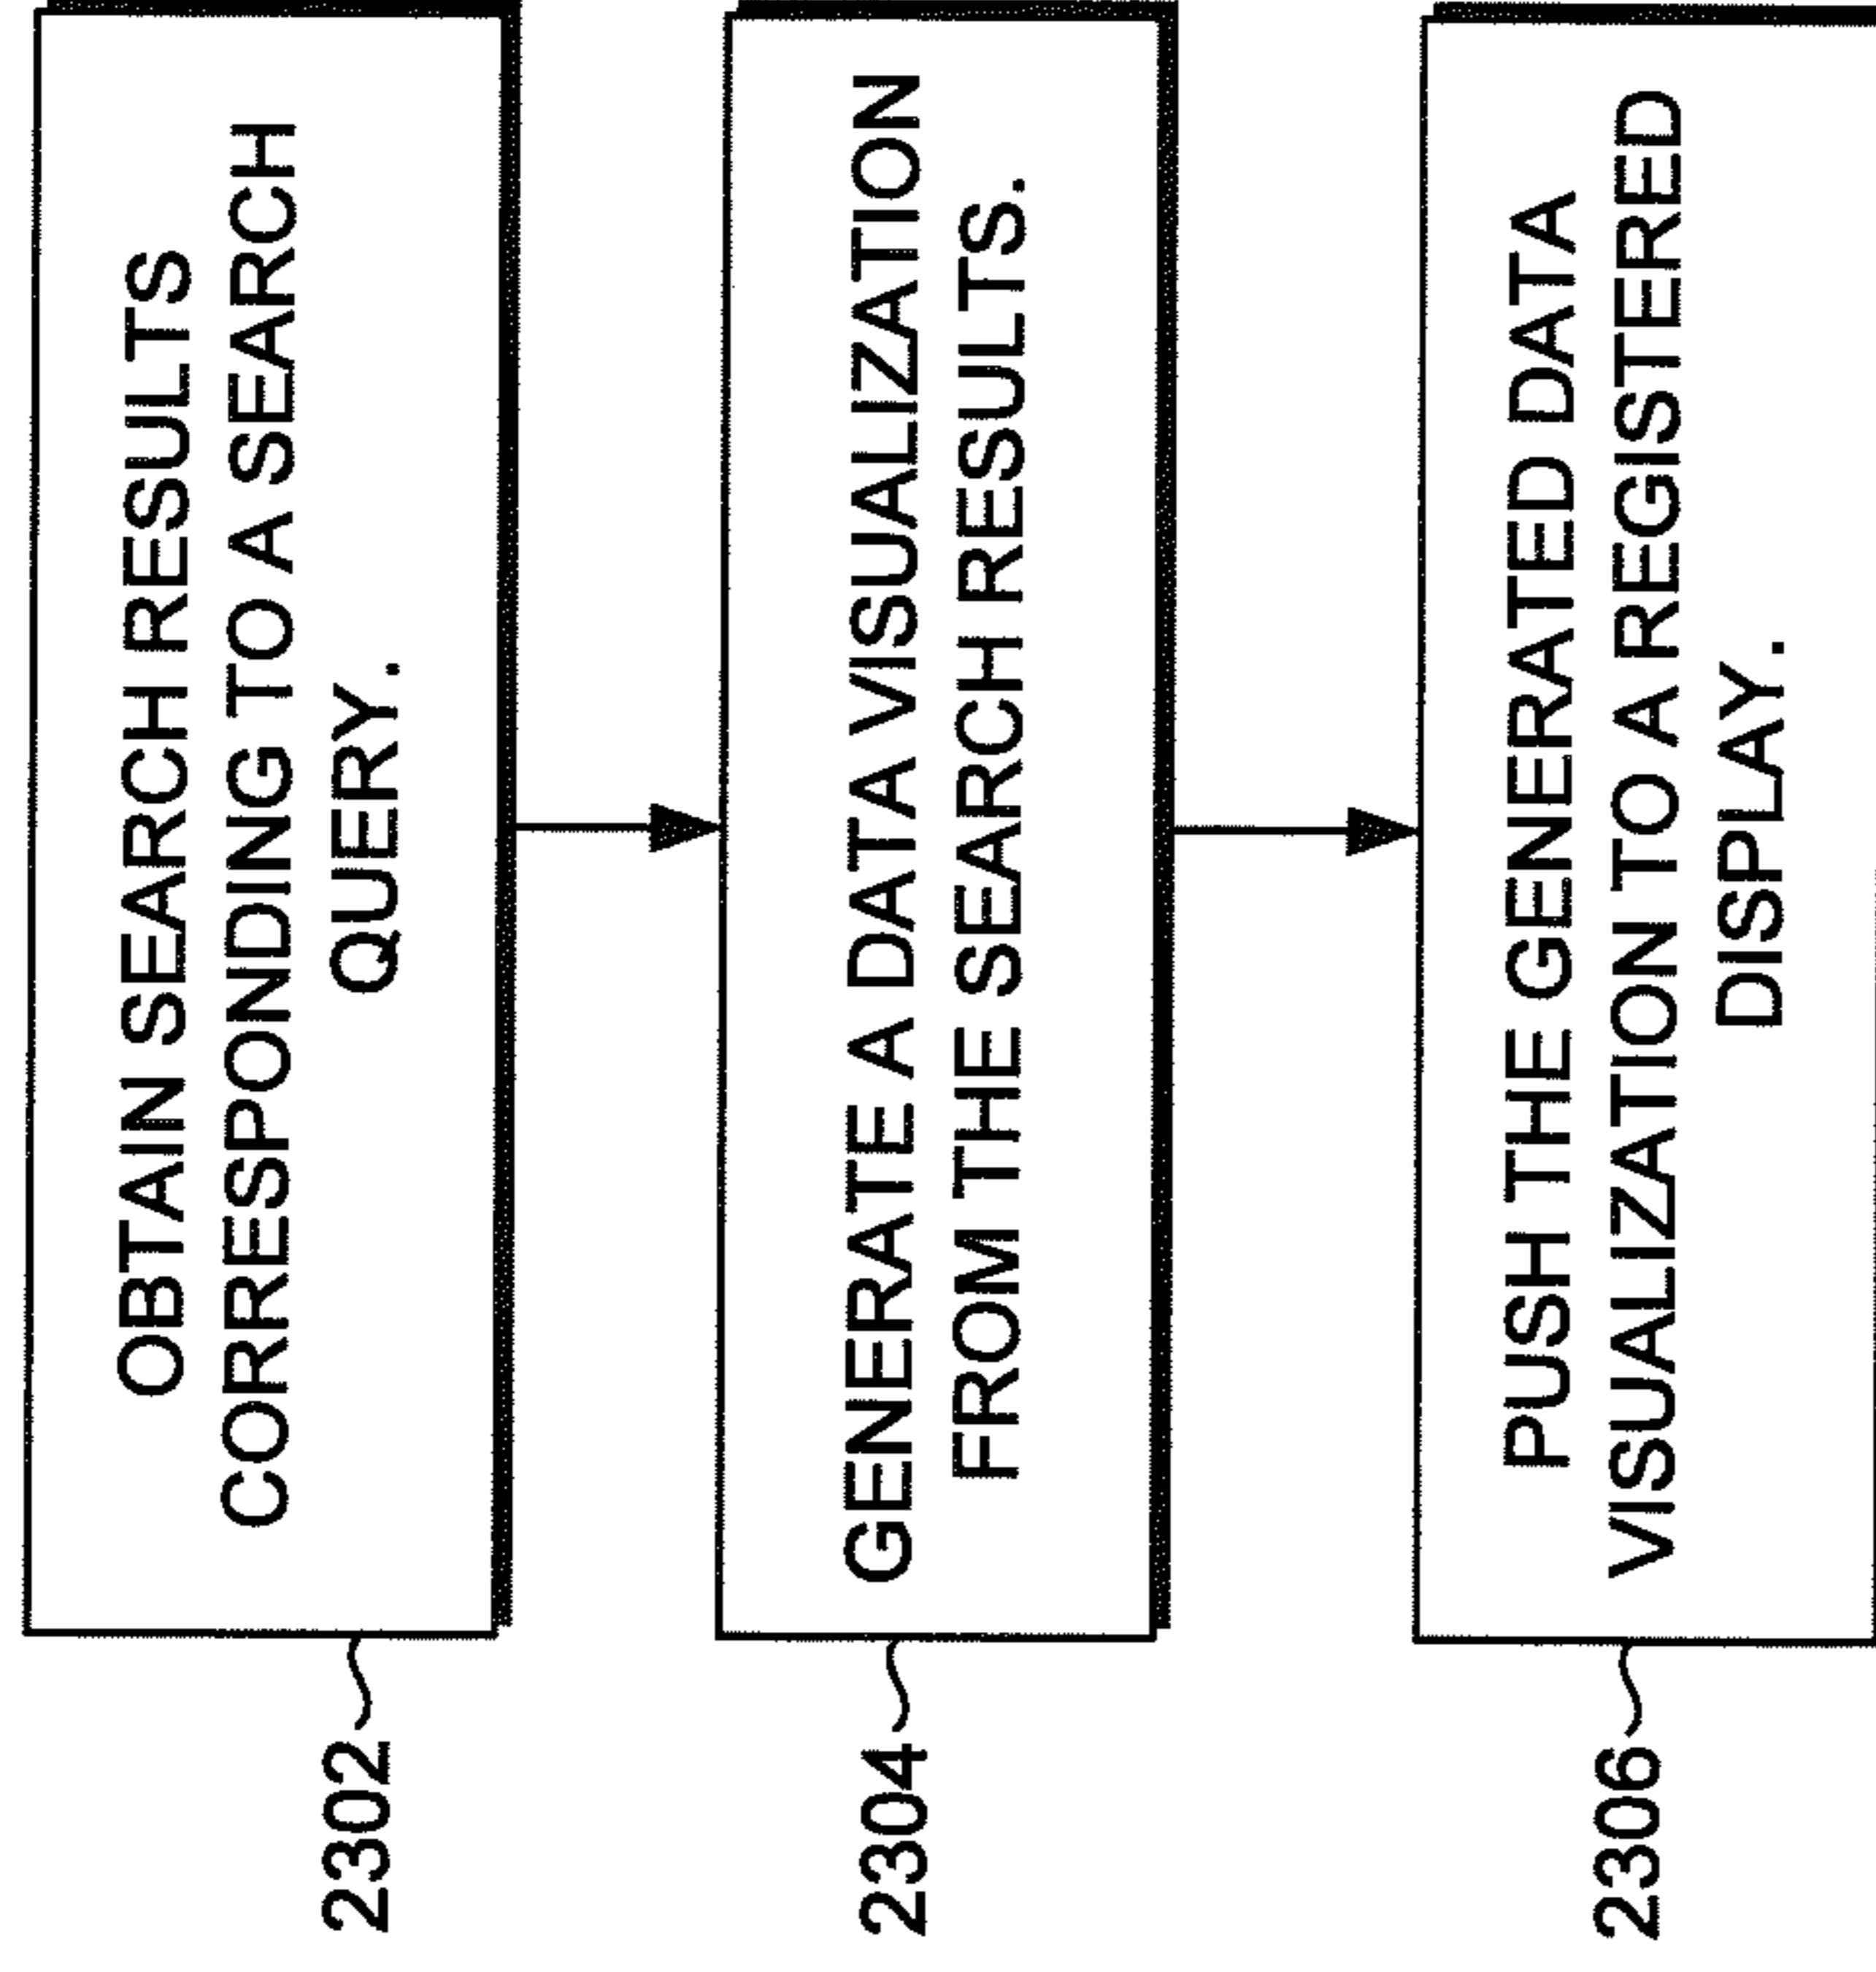 OBTAIN SEARCH RESULTS
CORRESPONDING TO A SEARCH
QUERY.
2302
GENERATE A DATA VISUALIZATION
FROM THE SEARCH RESULTS.
2304
PUSH THE GENERATED DATA
VISUALIZATION TO A REGISTERED
DISPLAY.
2306